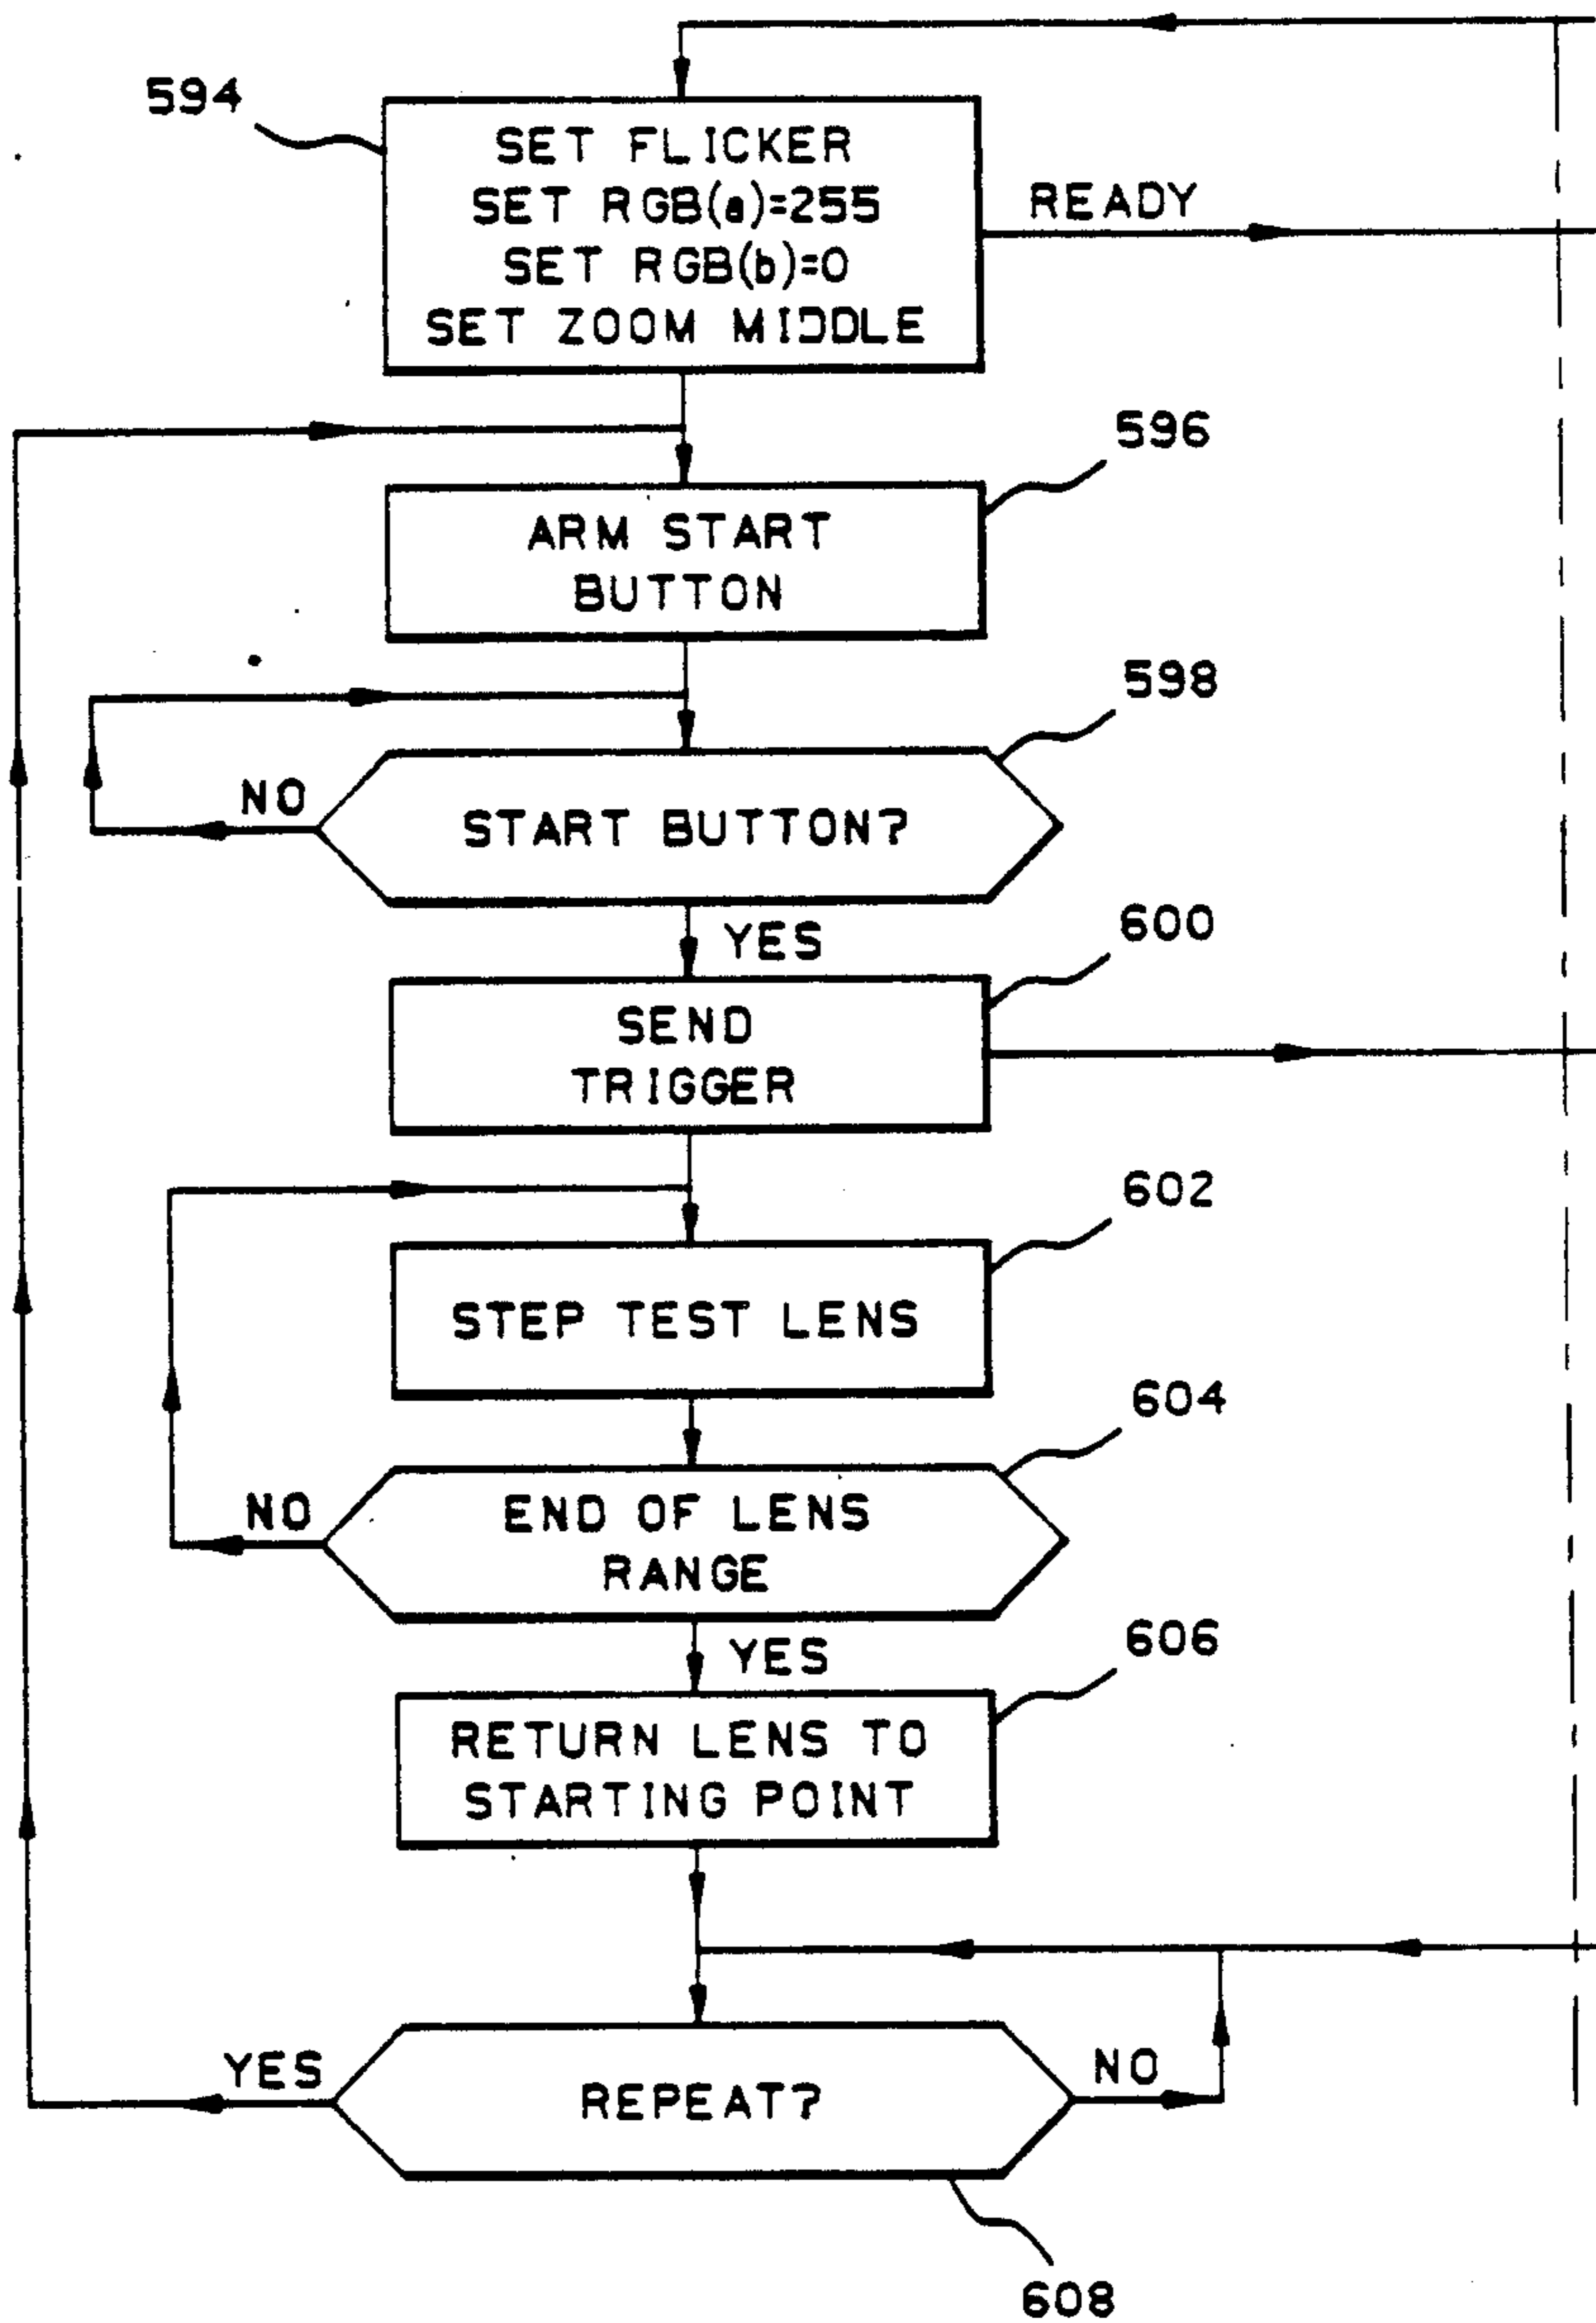 594
SET FLICKER
SET RGB(a)=255
SET RGB(b)=0
SET ZOOM MIDDLE
READY
596
ARM START
BUTTON
598
NO
START BUTTON?
YES
600
SEND
TRIGGER
602
STEP TEST LENS
604
NO
END OF LENS
RANGE
YES
606
RETURN LENS TO
STARTING POINT
YES
NO
REPEAT?
608